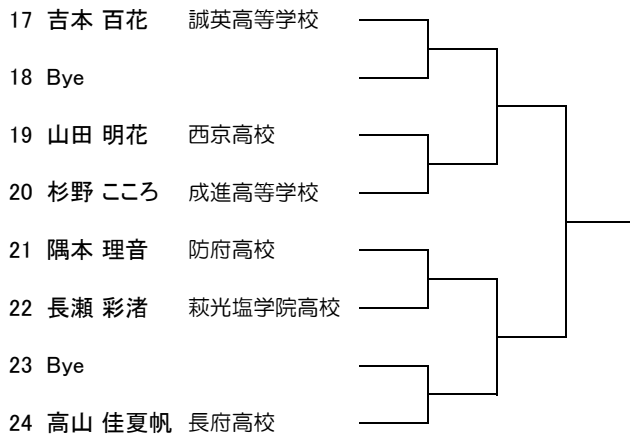 17 吉本 百花 誠英高等学校
18 Bye
19 山田 明花 西京高校
20 杉野 こころ 成進高等学校
21 隅本 理音 防府高校
22 長瀬 彩渚 萩光塩学院高校
23 Bye
24 高山 佳夏帆 長府高校